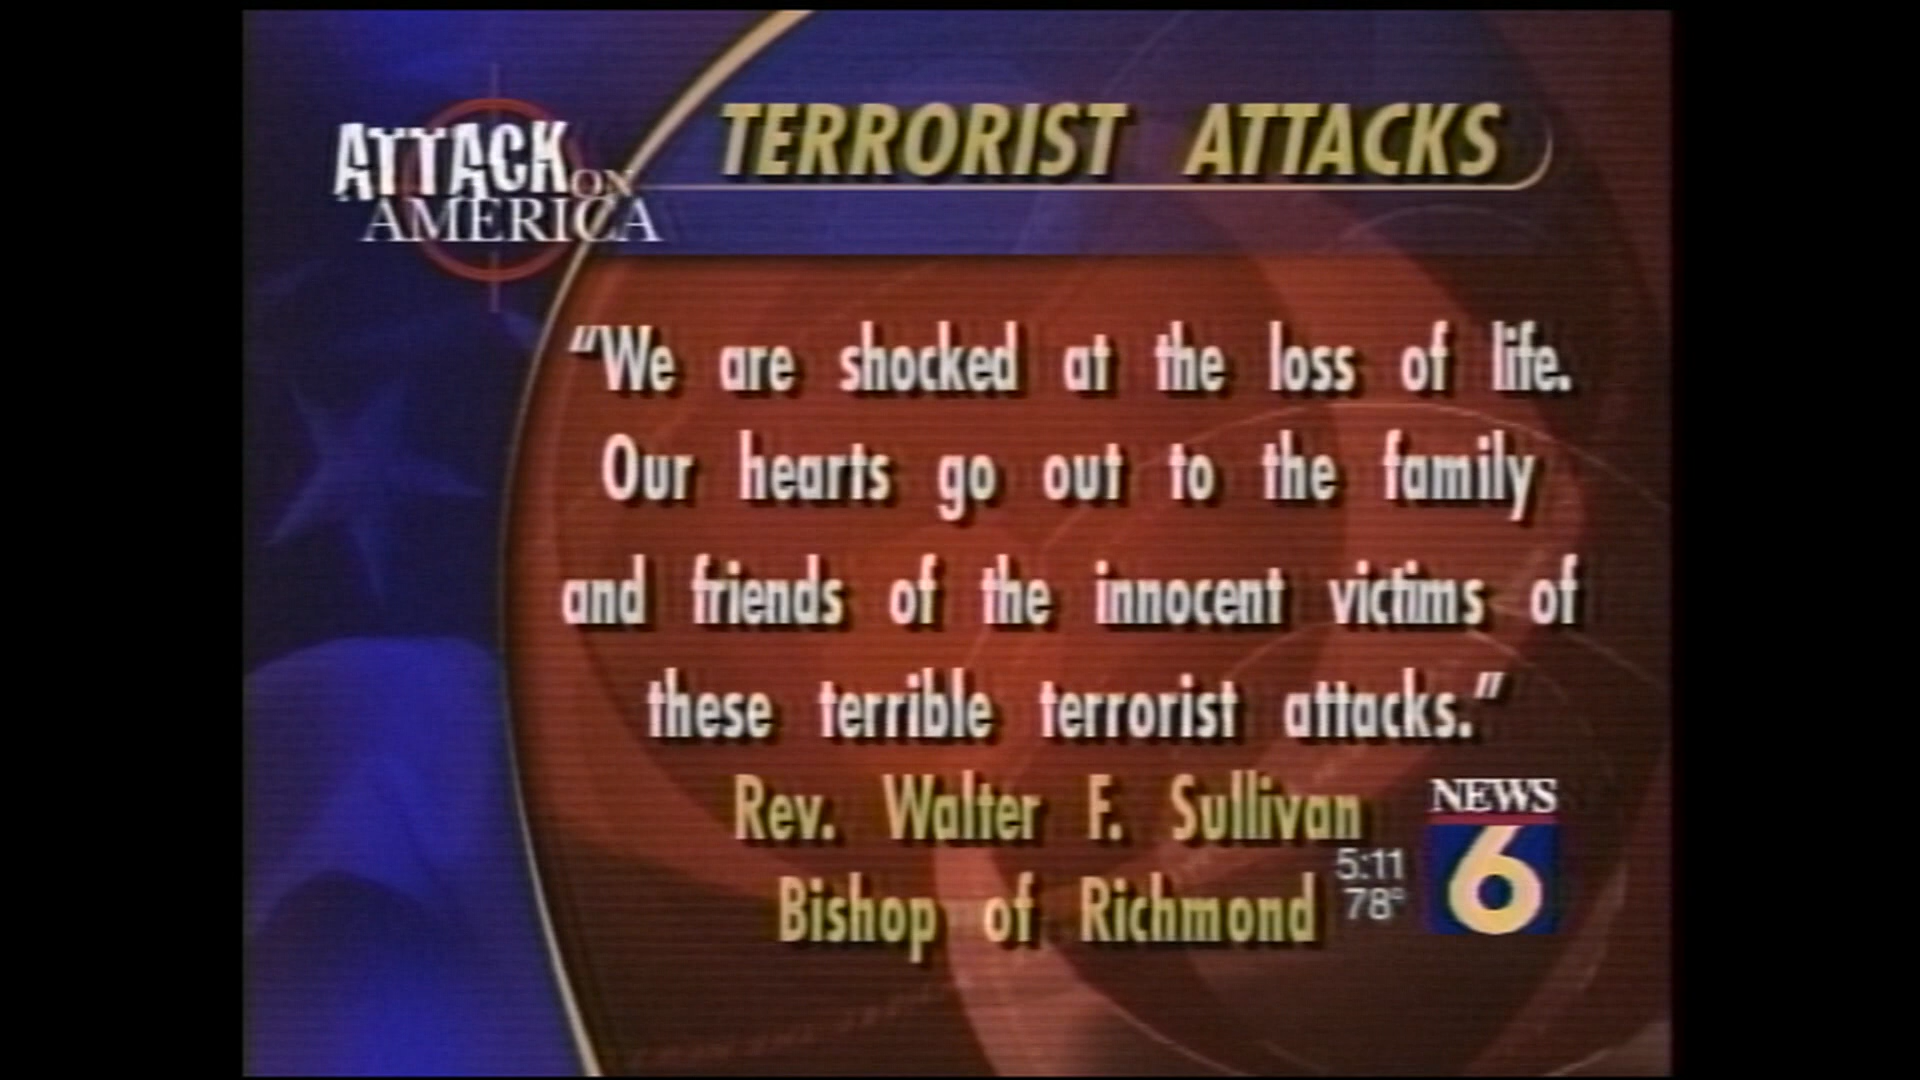 ATTACK ON
AMERICA
TERRORIST ATTACKS
“We are shocked at the loss of life.
Our hearts go out to the family
and friends of the innocent victims of
these terrible terrorist attacks.”
Rev. Walter F. Sullivan
Bishop of Richmond
5:11
78°
NEWS
6